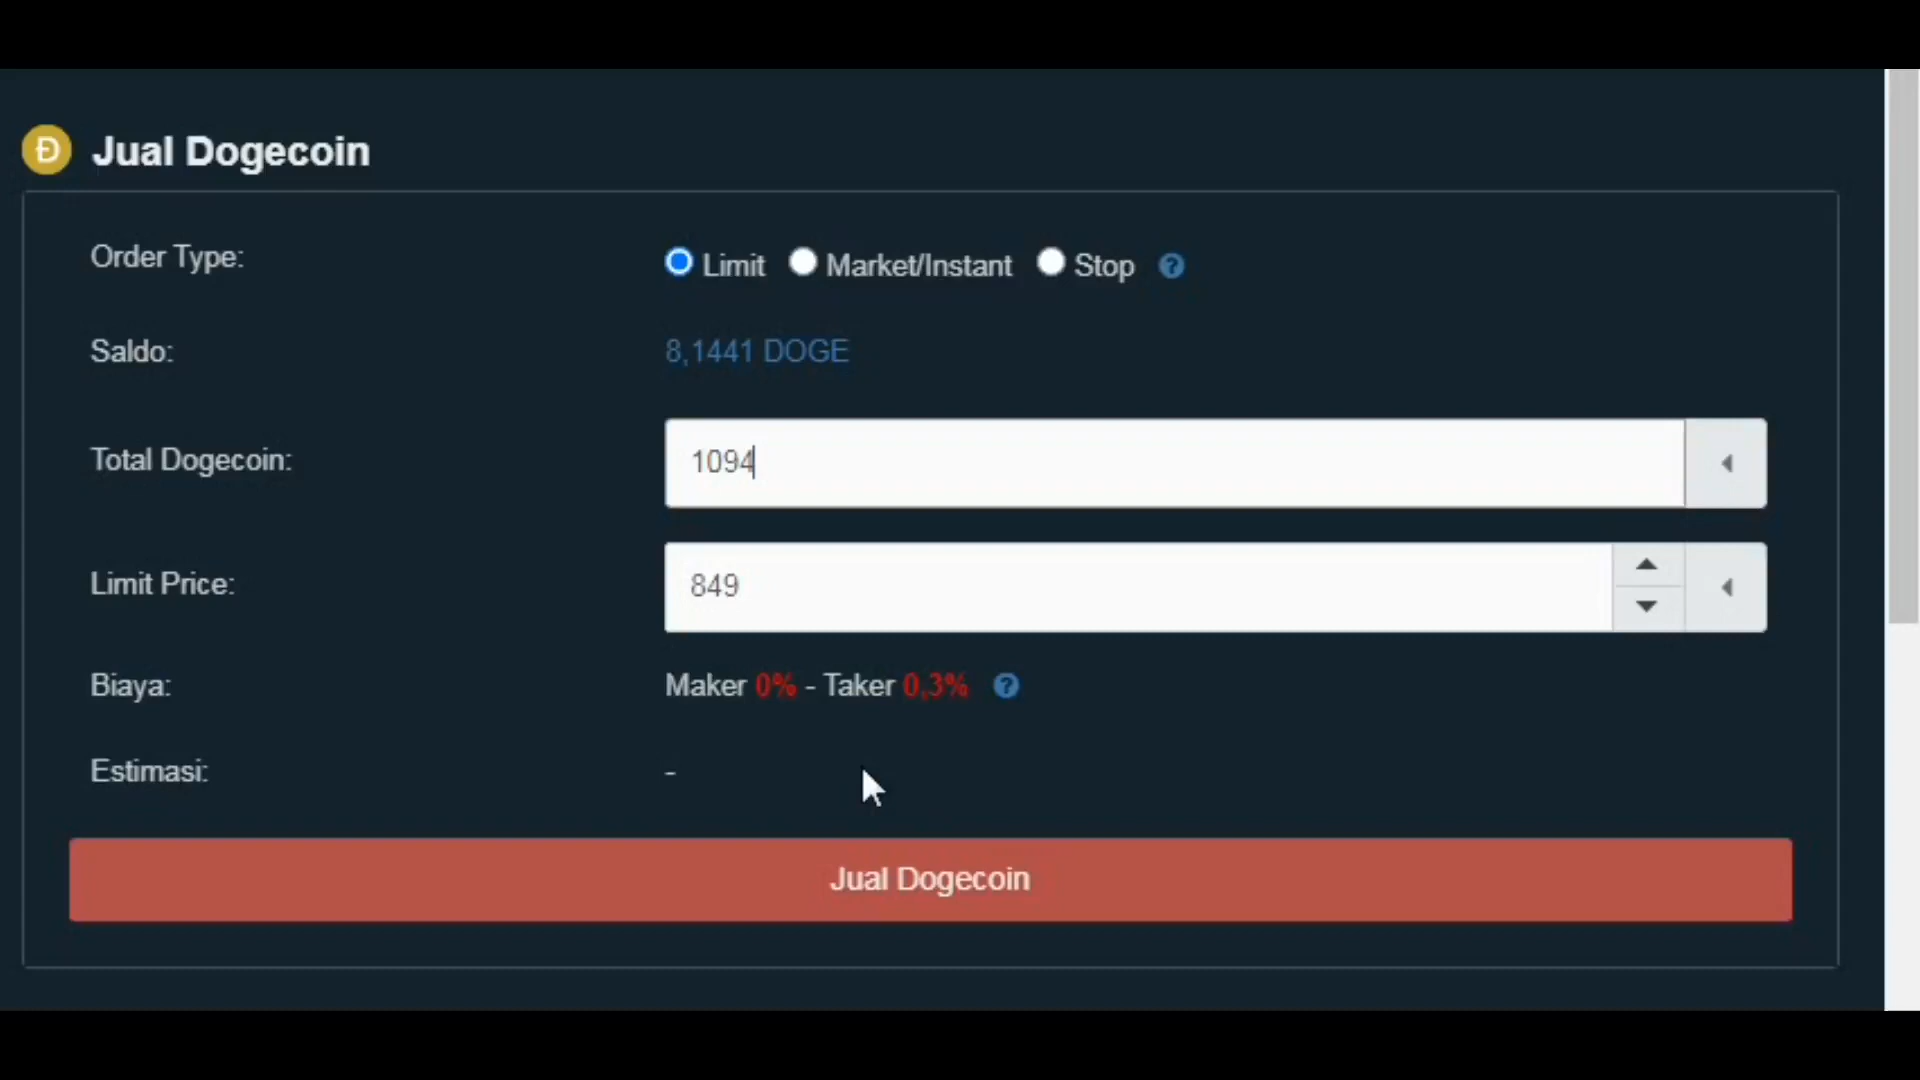 Jual Dogecoin
Order Type: Limit Market/Instant Stop ?
Saldo: 8,1441 DOGE
Total Dogecoin: 1094
Limit Price: 849
Biaya: Maker 0% - Taker 0,3% ?
Estimasi: -
Jual Dogecoin